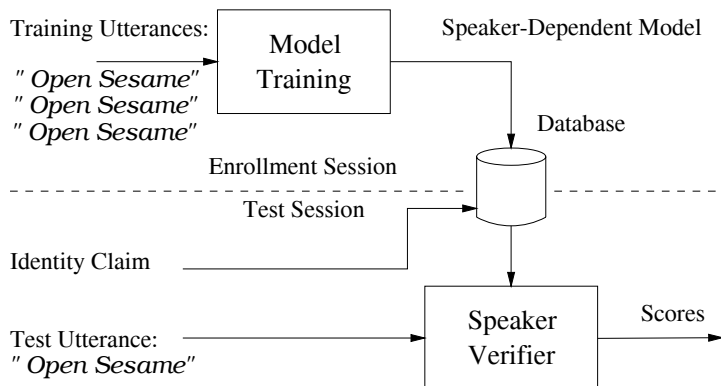 Training Utterances:
" Open Sesame"
" Open Sesame"
" Open Sesame"
Model
Training
Speaker-Dependent Model
Database
Enrollment Session
Test Session
Identity Claim
Test Utterance:
" Open Sesame"
Speaker
Verifier
Scores